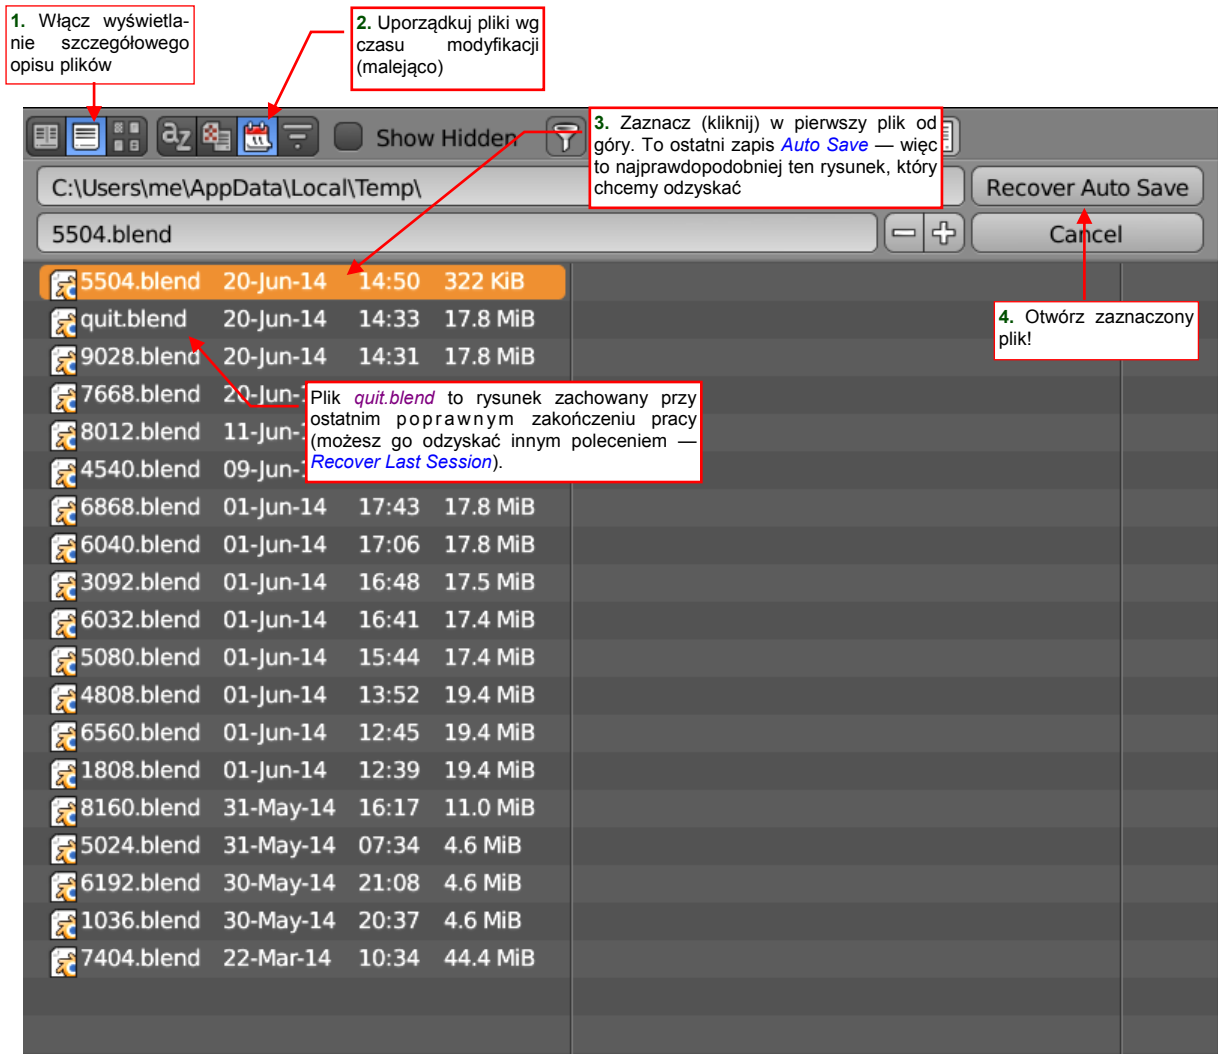 1. Włącz wyświetla-
nie szczegółowego
opisu plików
2. Uporządkuj pliki wg
czasu modyfikacji
(malejąco)
3. Zaznacz (kliknij) w pierwszy plik od
góry. To ostatni zapis Auto Save — więc
to najprawdopodobniej ten rysunek, który
chcemy odzyskać
az Show Hidden
C:\Users\me\AppData\Local\Temp\
Recover Auto Save
5504.blend
Cancel
5504.blend 20-Jun-14 14:50 322 KiB
quit.blend 20-Jun-14 14:33 17.8 MiB
4. Otwórz zaznaczony
plik!
9028.blend 20-Jun-14 14:31 17.8 MiB
7668.blend 20-Jun-
8012.blend 11-Jun-
4540.blend 09-Jun-
Plik quit.blend to rysunek zachowany przy
ostatnim poprawnym zakończeniu pracy
(możesz go odzyskać innym poleceniem —
Recover Last Session).
6868.blend 01-Jun-14 17:43 17.8 MiB
6040.blend 01-Jun-14 17:06 17.8 MiB
3092.blend 01-Jun-14 16:48 17.5 MiB
6032.blend 01-Jun-14 16:41 17.4 MiB
5080.blend 01-Jun-14 15:44 17.4 MiB
4808.blend 01-Jun-14 13:52 19.4 MiB
6560.blend 01-Jun-14 12:45 19.4 MiB
1808.blend 01-Jun-14 12:39 19.4 MiB
8160.blend 31-May-14 16:17 11.0 MiB
5024.blend 31-May-14 07:34 4.6 MiB
6192.blend 30-May-14 21:08 4.6 MiB
1036.blend 30-May-14 20:37 4.6 MiB
7404.blend 22-Mar-14 10:34 44.4 MiB